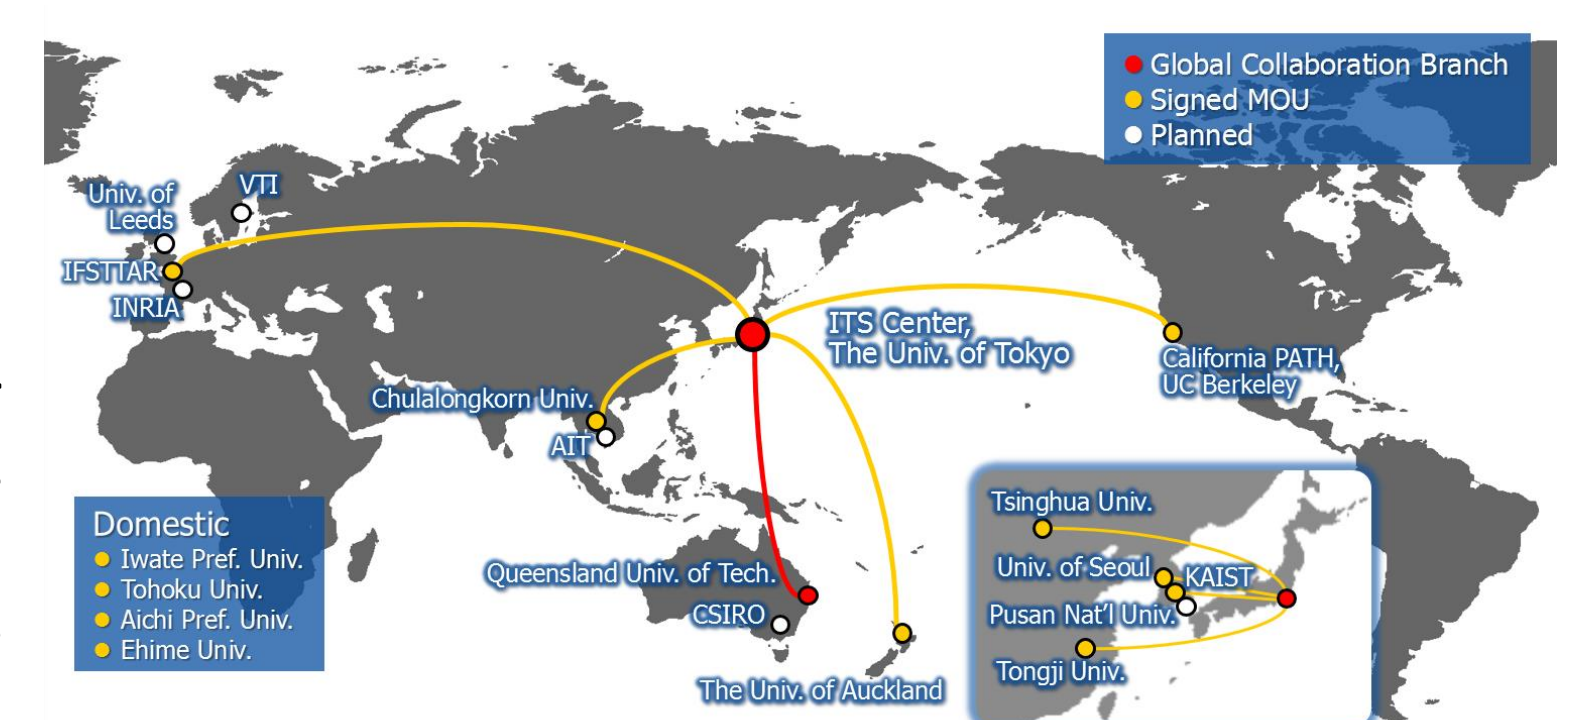 Global Collaboration Branch
Signed MOU
Planned
VTI
Univ. of
Leeds
IFSTTAR
INRIA
ITS Center,
The Univ. of Tokyo
California PATH,
UC Berkeley
Chulalongkorn Univ.
AIT
Domestic
Iwate Pref. Univ.
Tohoku Univ.
Aichi Pref. Univ.
Ehime Univ.
Queensland Univ. of Tech.
CSIRO
The Univ. of Auckland
Tsinghua Univ.
Univ. of Seoul
KAIST
Pusan Nat’l Univ.
Tongji Univ.